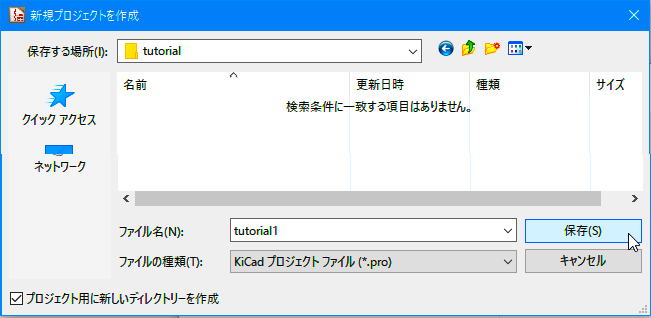 新規プロジェクトを作成
保存する場所(I):
tutorial
名前 更新日時 種類 サイズ
検索条件に一致する項目はありません。
クイック アクセス
ネットワーク
ファイル名(N):
tutorial1
保存(S)
ファイルの種類(T):
KiCad プロジェクト ファイル (*.pro)
キャンセル
プロジェクト用に新しいディレクトリーを作成